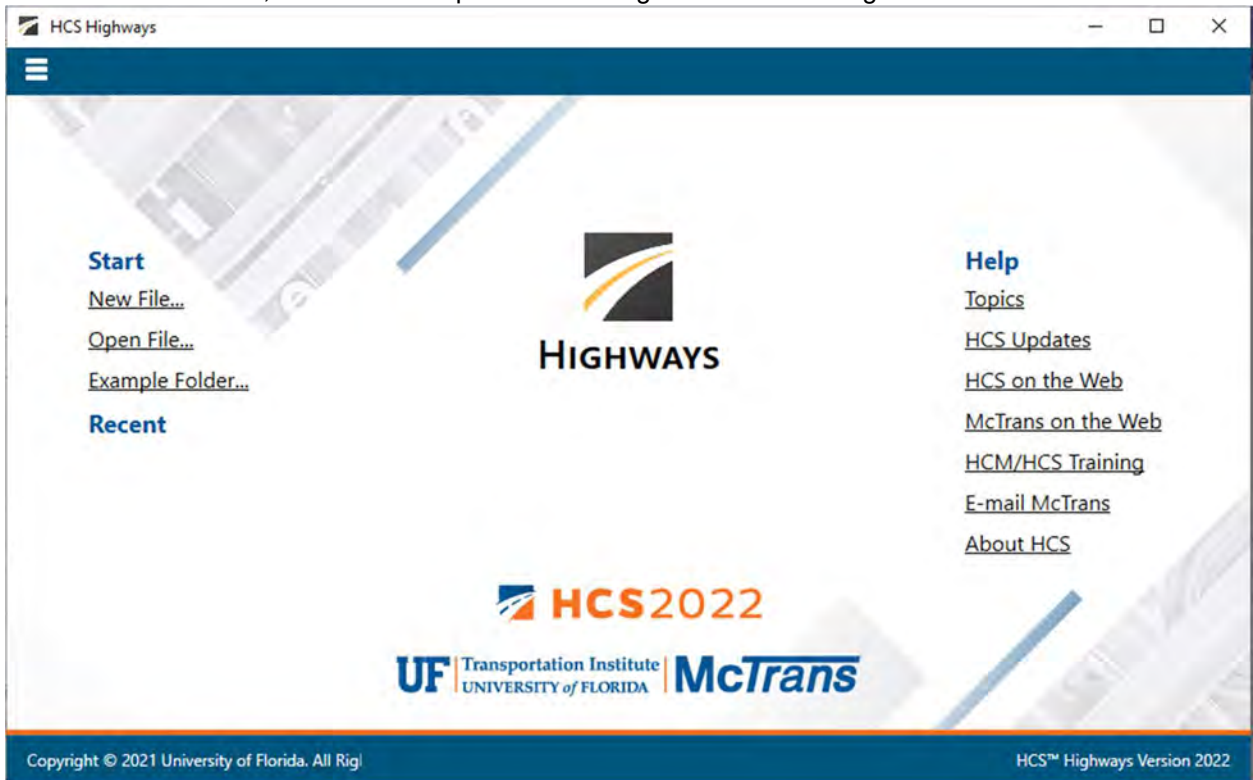 HCS Highways
Start
New File...
Open File...
Example Folder...
Recent
HIGHWAYS
Help
Topics
HCS Updates
HCS on the Web
McTrans on the Web
HCM/HCS Training
E-mail McTrans
About HCS
HCS2022
UF Transportation Institute
UNIVERSITY of FLORIDA
McTrans
Copyright © 2021 University of Florida. All Rig
HCS™ Highways Version 2022